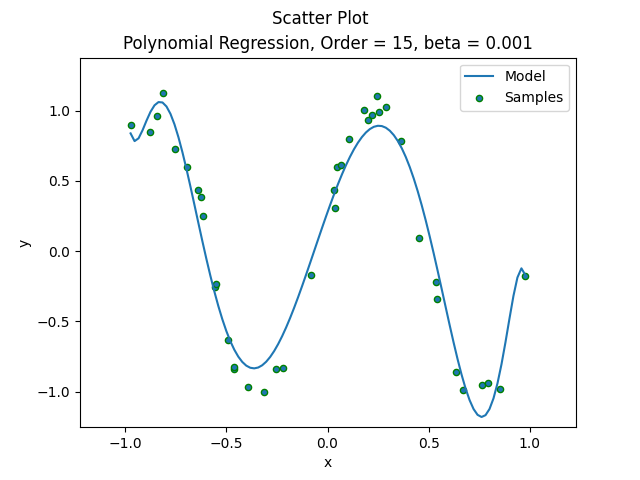 Scatter Plot
Polynomial Regression, Order = 15, beta = 0.001
Model
Samples
1.0
0.5
0.0
−0.5
−1.0
y
−1.0
−0.5
0.0
0.5
1.0
x